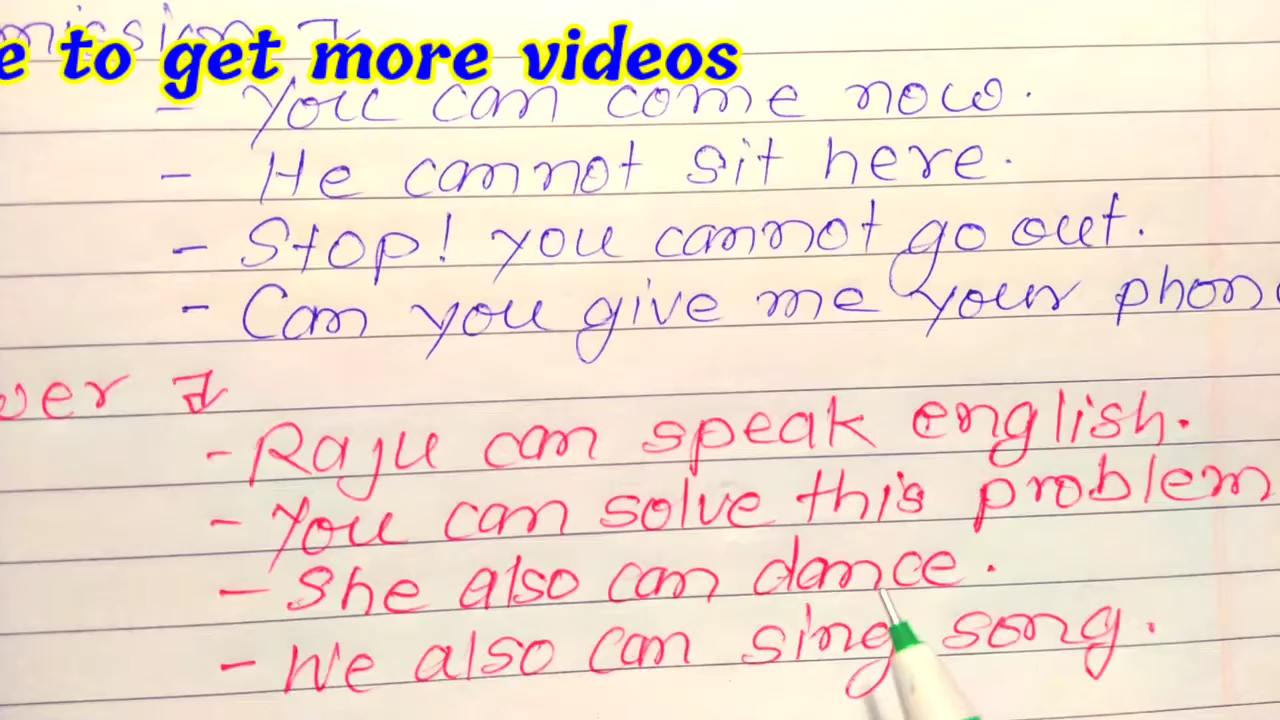 mission
e to get more videos
- You can come now.
- He cannot sit here.
- Stop! you cannot go out.
- Can you give me your phon
wer
- Raju can speak english.
- You can solve this problem
- She also can dance.
- We also can sing song.